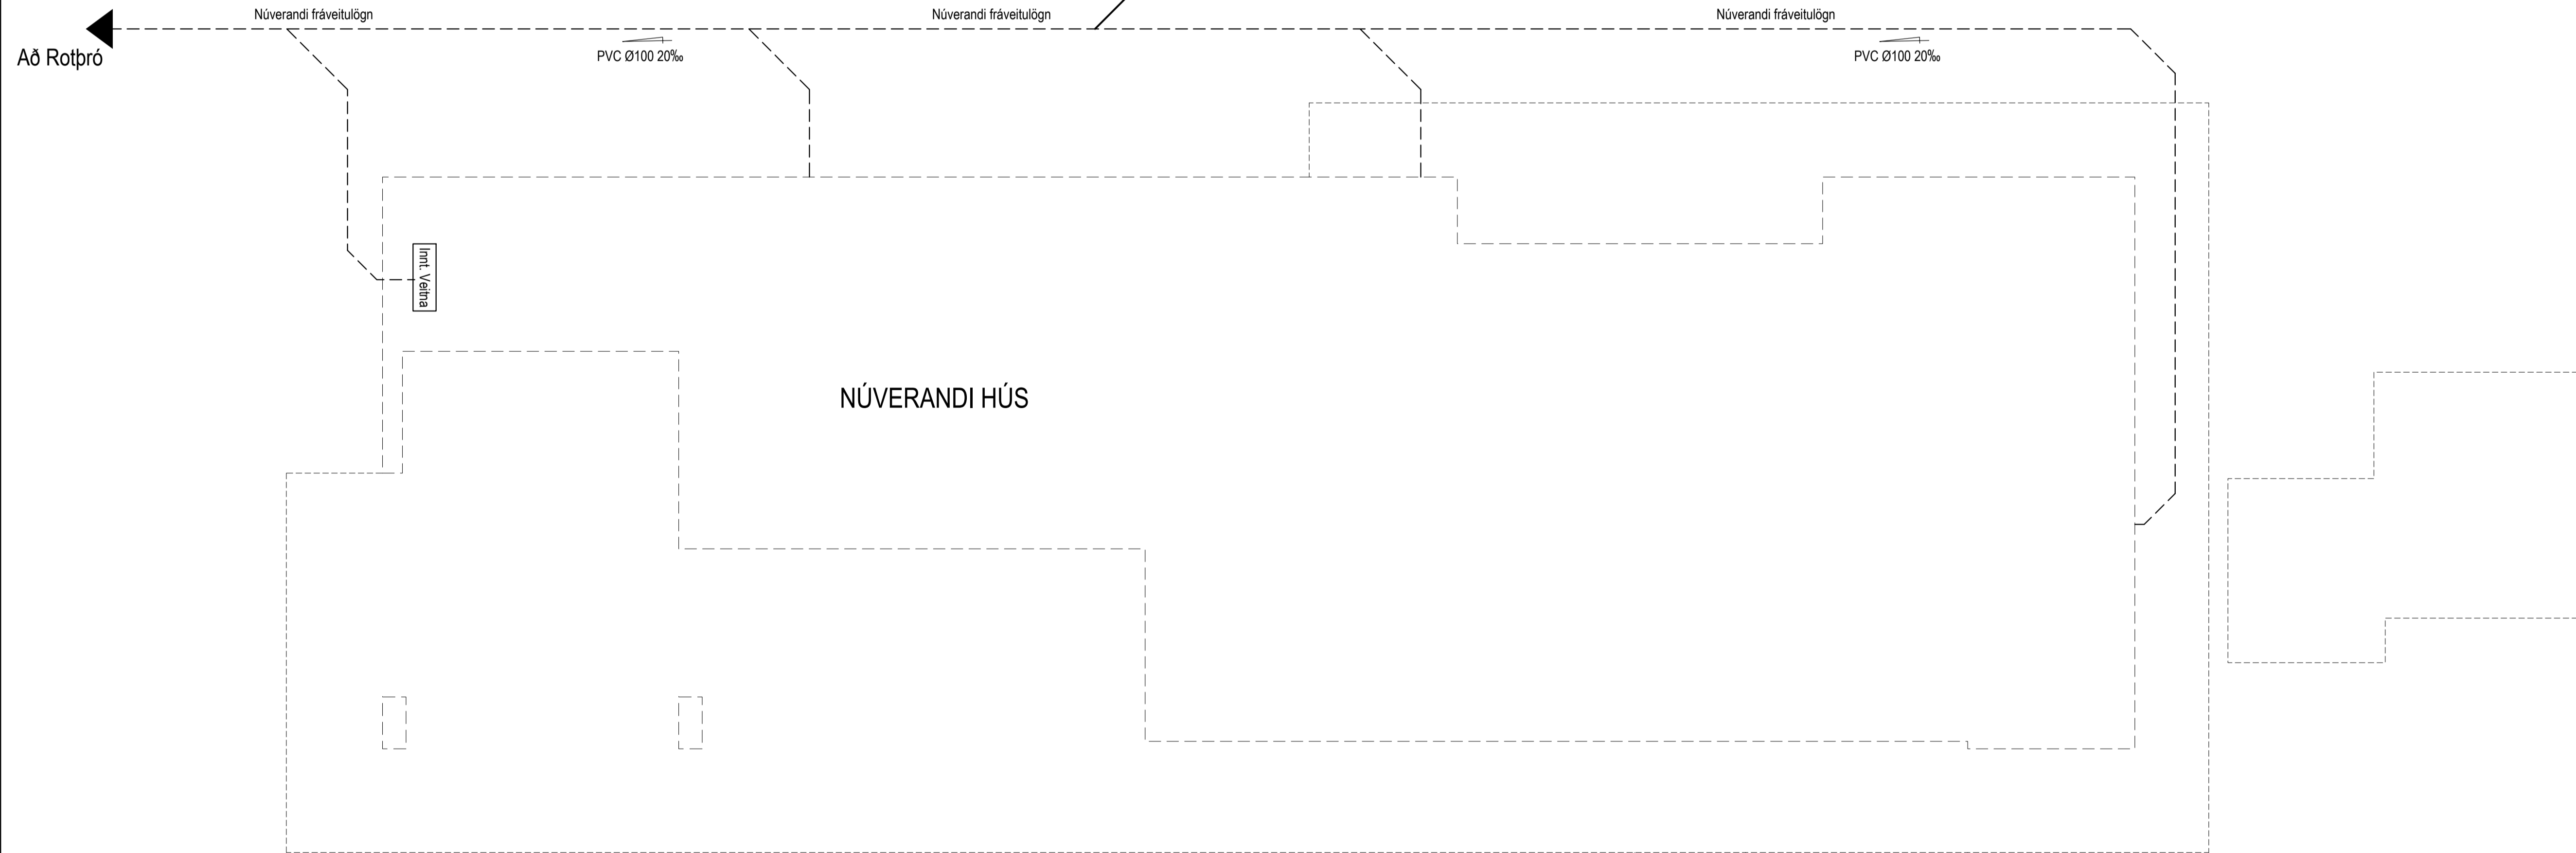 Núverandi fráveitulögn
Núverandi fráveitulögn
Núverandi fráveitulögn
Að Rotþró
PVC Ø100 20‰
PVC Ø100 20‰
Innt. Veitna
NÚVERANDI HÚS